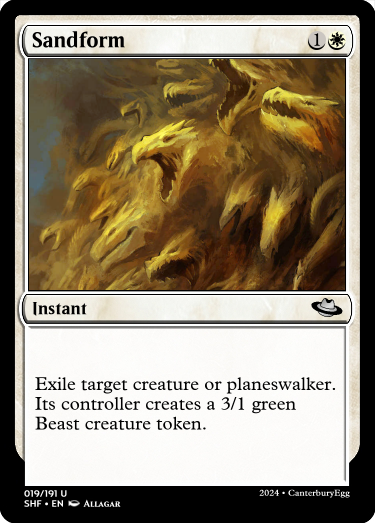 Sandform 1
Instant
Exile target creature or planeswalker.
Its controller creates a 3/1 green
Beast creature token.
019/191 U
SHF • EN ALLAGAR
2024 • CanterburyEgg